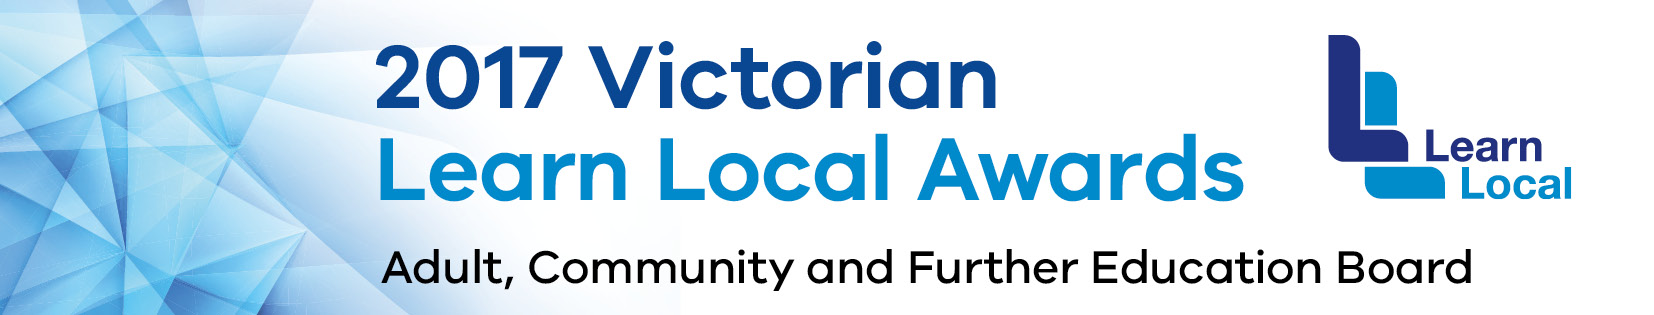 2017 Victorian
Learn Local Awards
Adult, Community and Further Education Board
Learn
Local